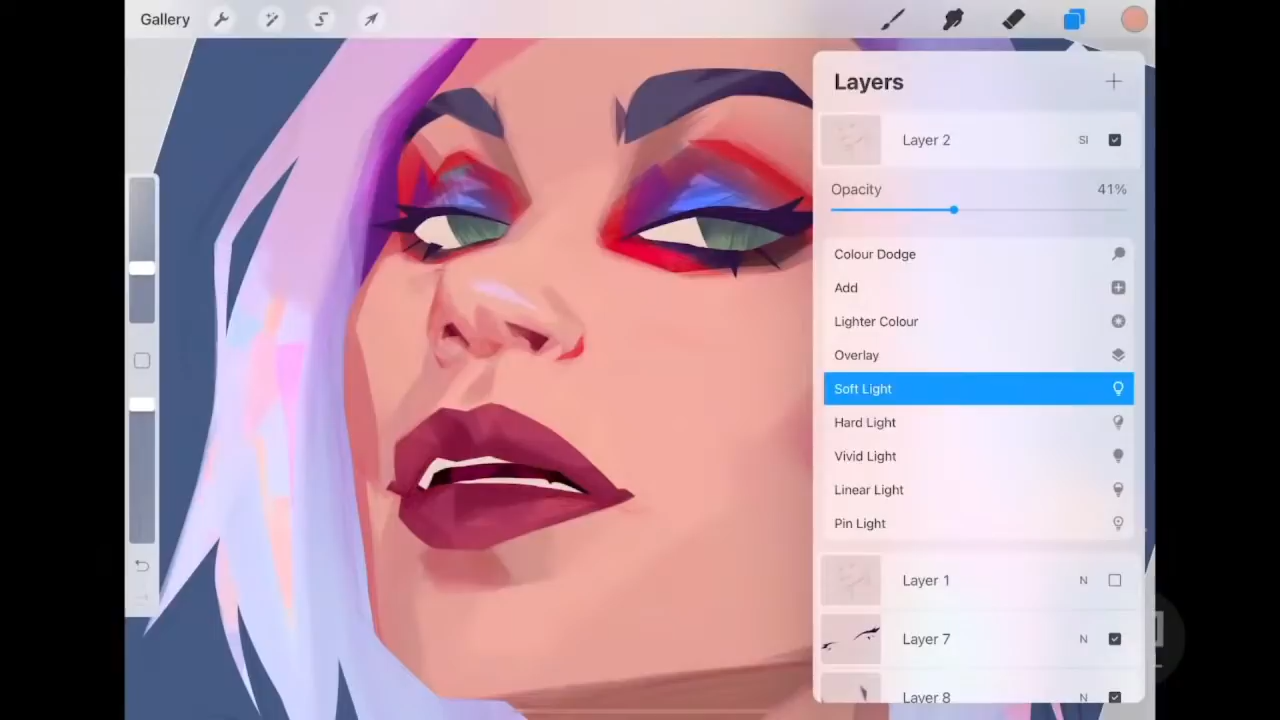 Gallery
Layers
Layer 2 SI
Opacity 41%
Colour Dodge
Add
Lighter Colour
Overlay
Soft Light
Hard Light
Vivid Light
Linear Light
Pin Light
Layer 1 N
Layer 7 N
Layer 8 N